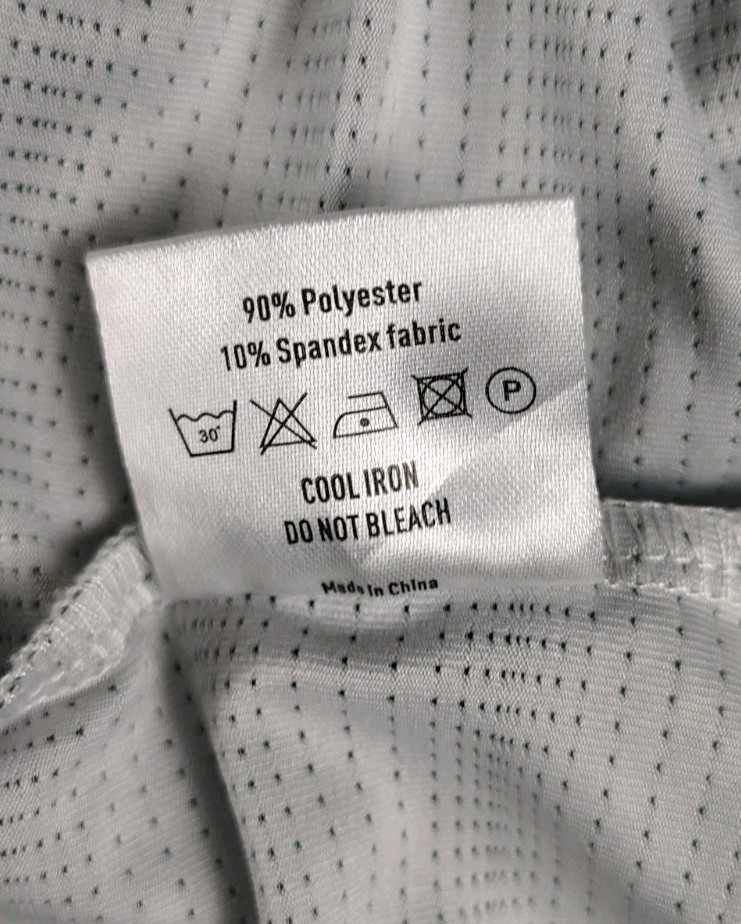 90% Polyester
10% Spandex fabric
30° P
COOL IRON
DO NOT BLEACH
Made In China